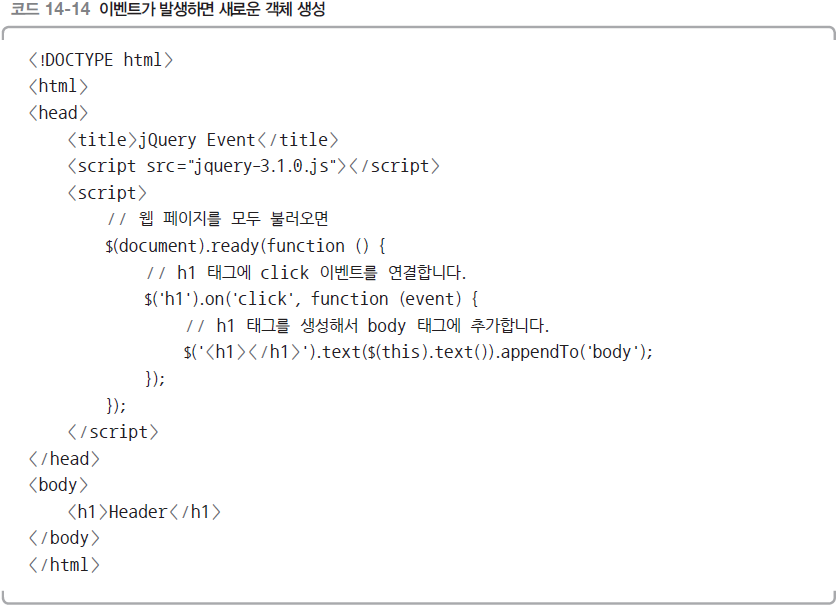 코드 14-14 이벤트가 발생하면 새로운 객체 생성
<!DOCTYPE html>
<html>
<head>
    <title>jQuery Event</title>
    <script src="jquery-3.1.0.js"></script>
    <script>
        // 웹 페이지를 모두 불러오면
        $(document).ready(function () {
            // h1 태그에 click 이벤트를 연결합니다.
            $('h1').on('click', function (event) {
                // h1 태그를 생성해서 body 태그에 추가합니다.
                $('<h1></h1>').text($(this).text()).appendTo('body');
            });
        });
    </script>
</head>
<body>
    <h1>Header</h1>
</body>
</html>